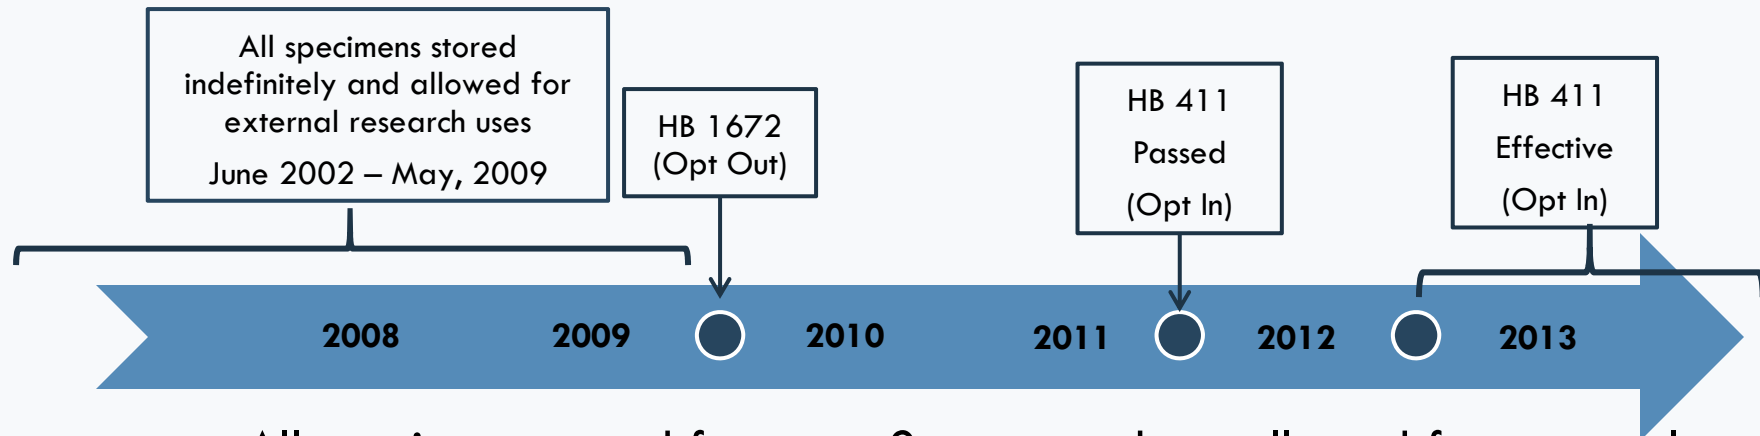 All specimens stored
indefinitely and allowed for
external research uses
June 2002 – May, 2009
HB 1672
(Opt Out)
HB 411
Passed
(Opt In)
HB 411
Effective
(Opt In)
2008 2009 2010 2011 2012 2013